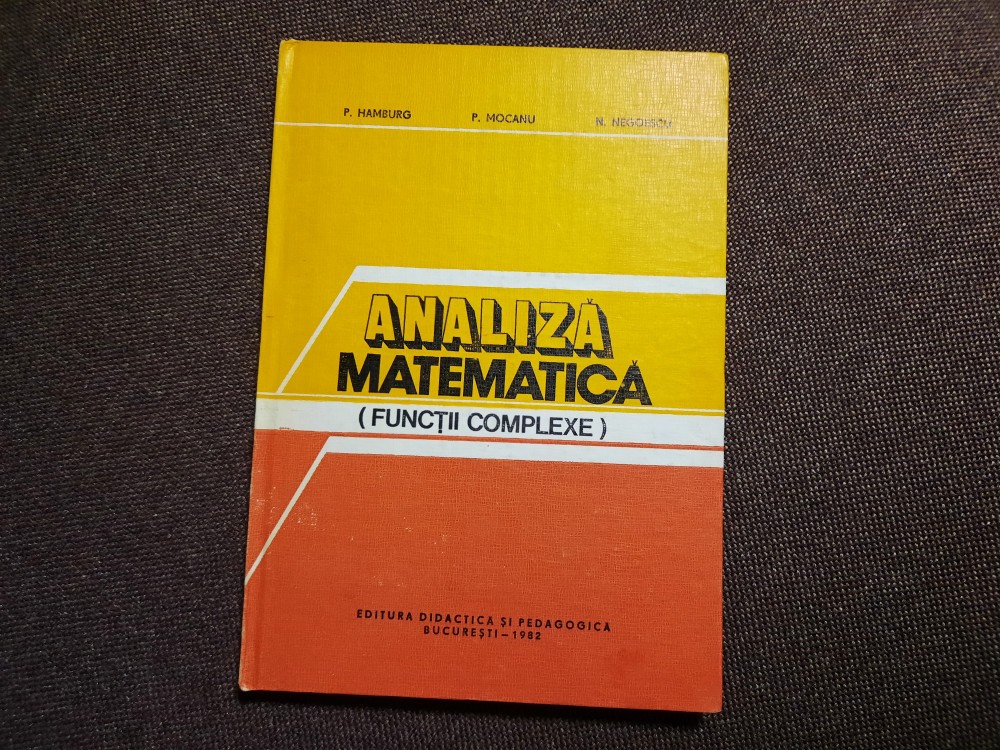 P. HAMBURG P. MOCANU N. NEGOESCU
ANALIZĂ
MATEMATICĂ
(FUNCȚII COMPLEXE)
EDITURA DIDACTICA ȘI PEDAGOGICA
BUCUREȘTI – 1982